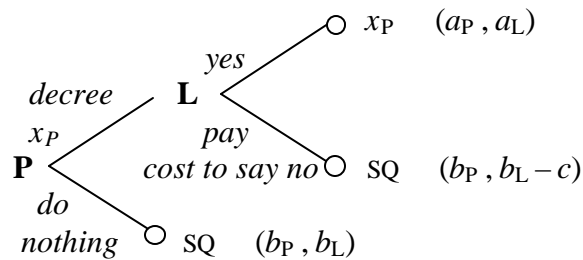 x_P (a_P , a_L)
yes
decree L
x_P pay
P cost to say no SQ (b_P , b_L – c)
do
nothing SQ (b_P , b_L)